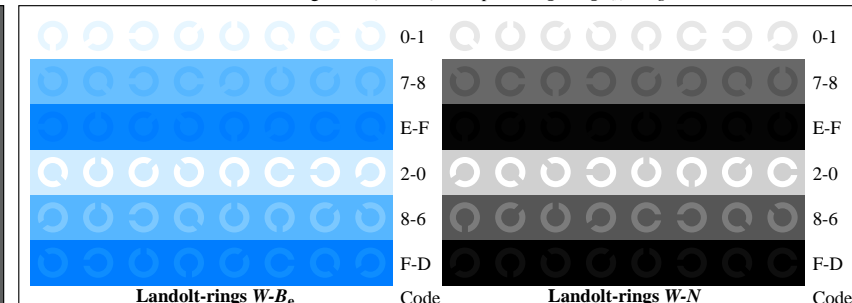 0-1 0-1
7-8 7-8
E-F E-F
2-0 2-0
8-6 8-6
F-D F-D
Landolt-rings W-Be Code Landolt-rings W-N Code